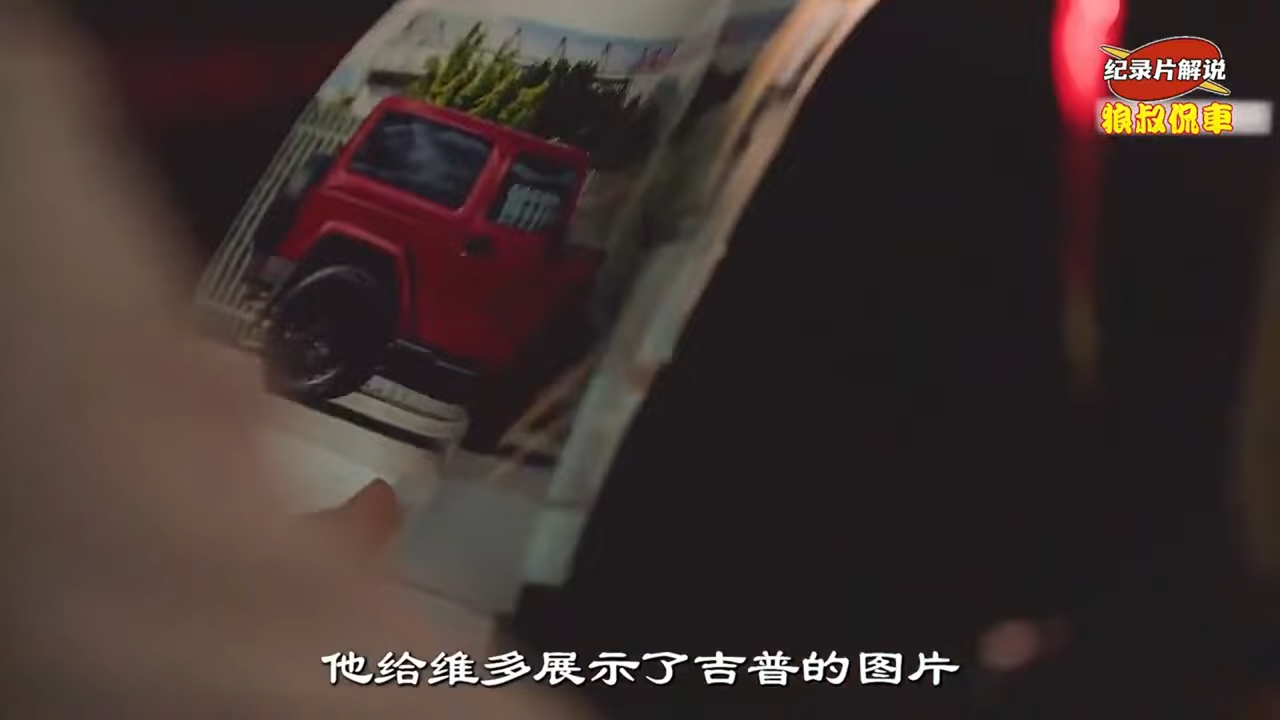 纪录片解说
狼叔侃車
他给维多展示了吉普的图片